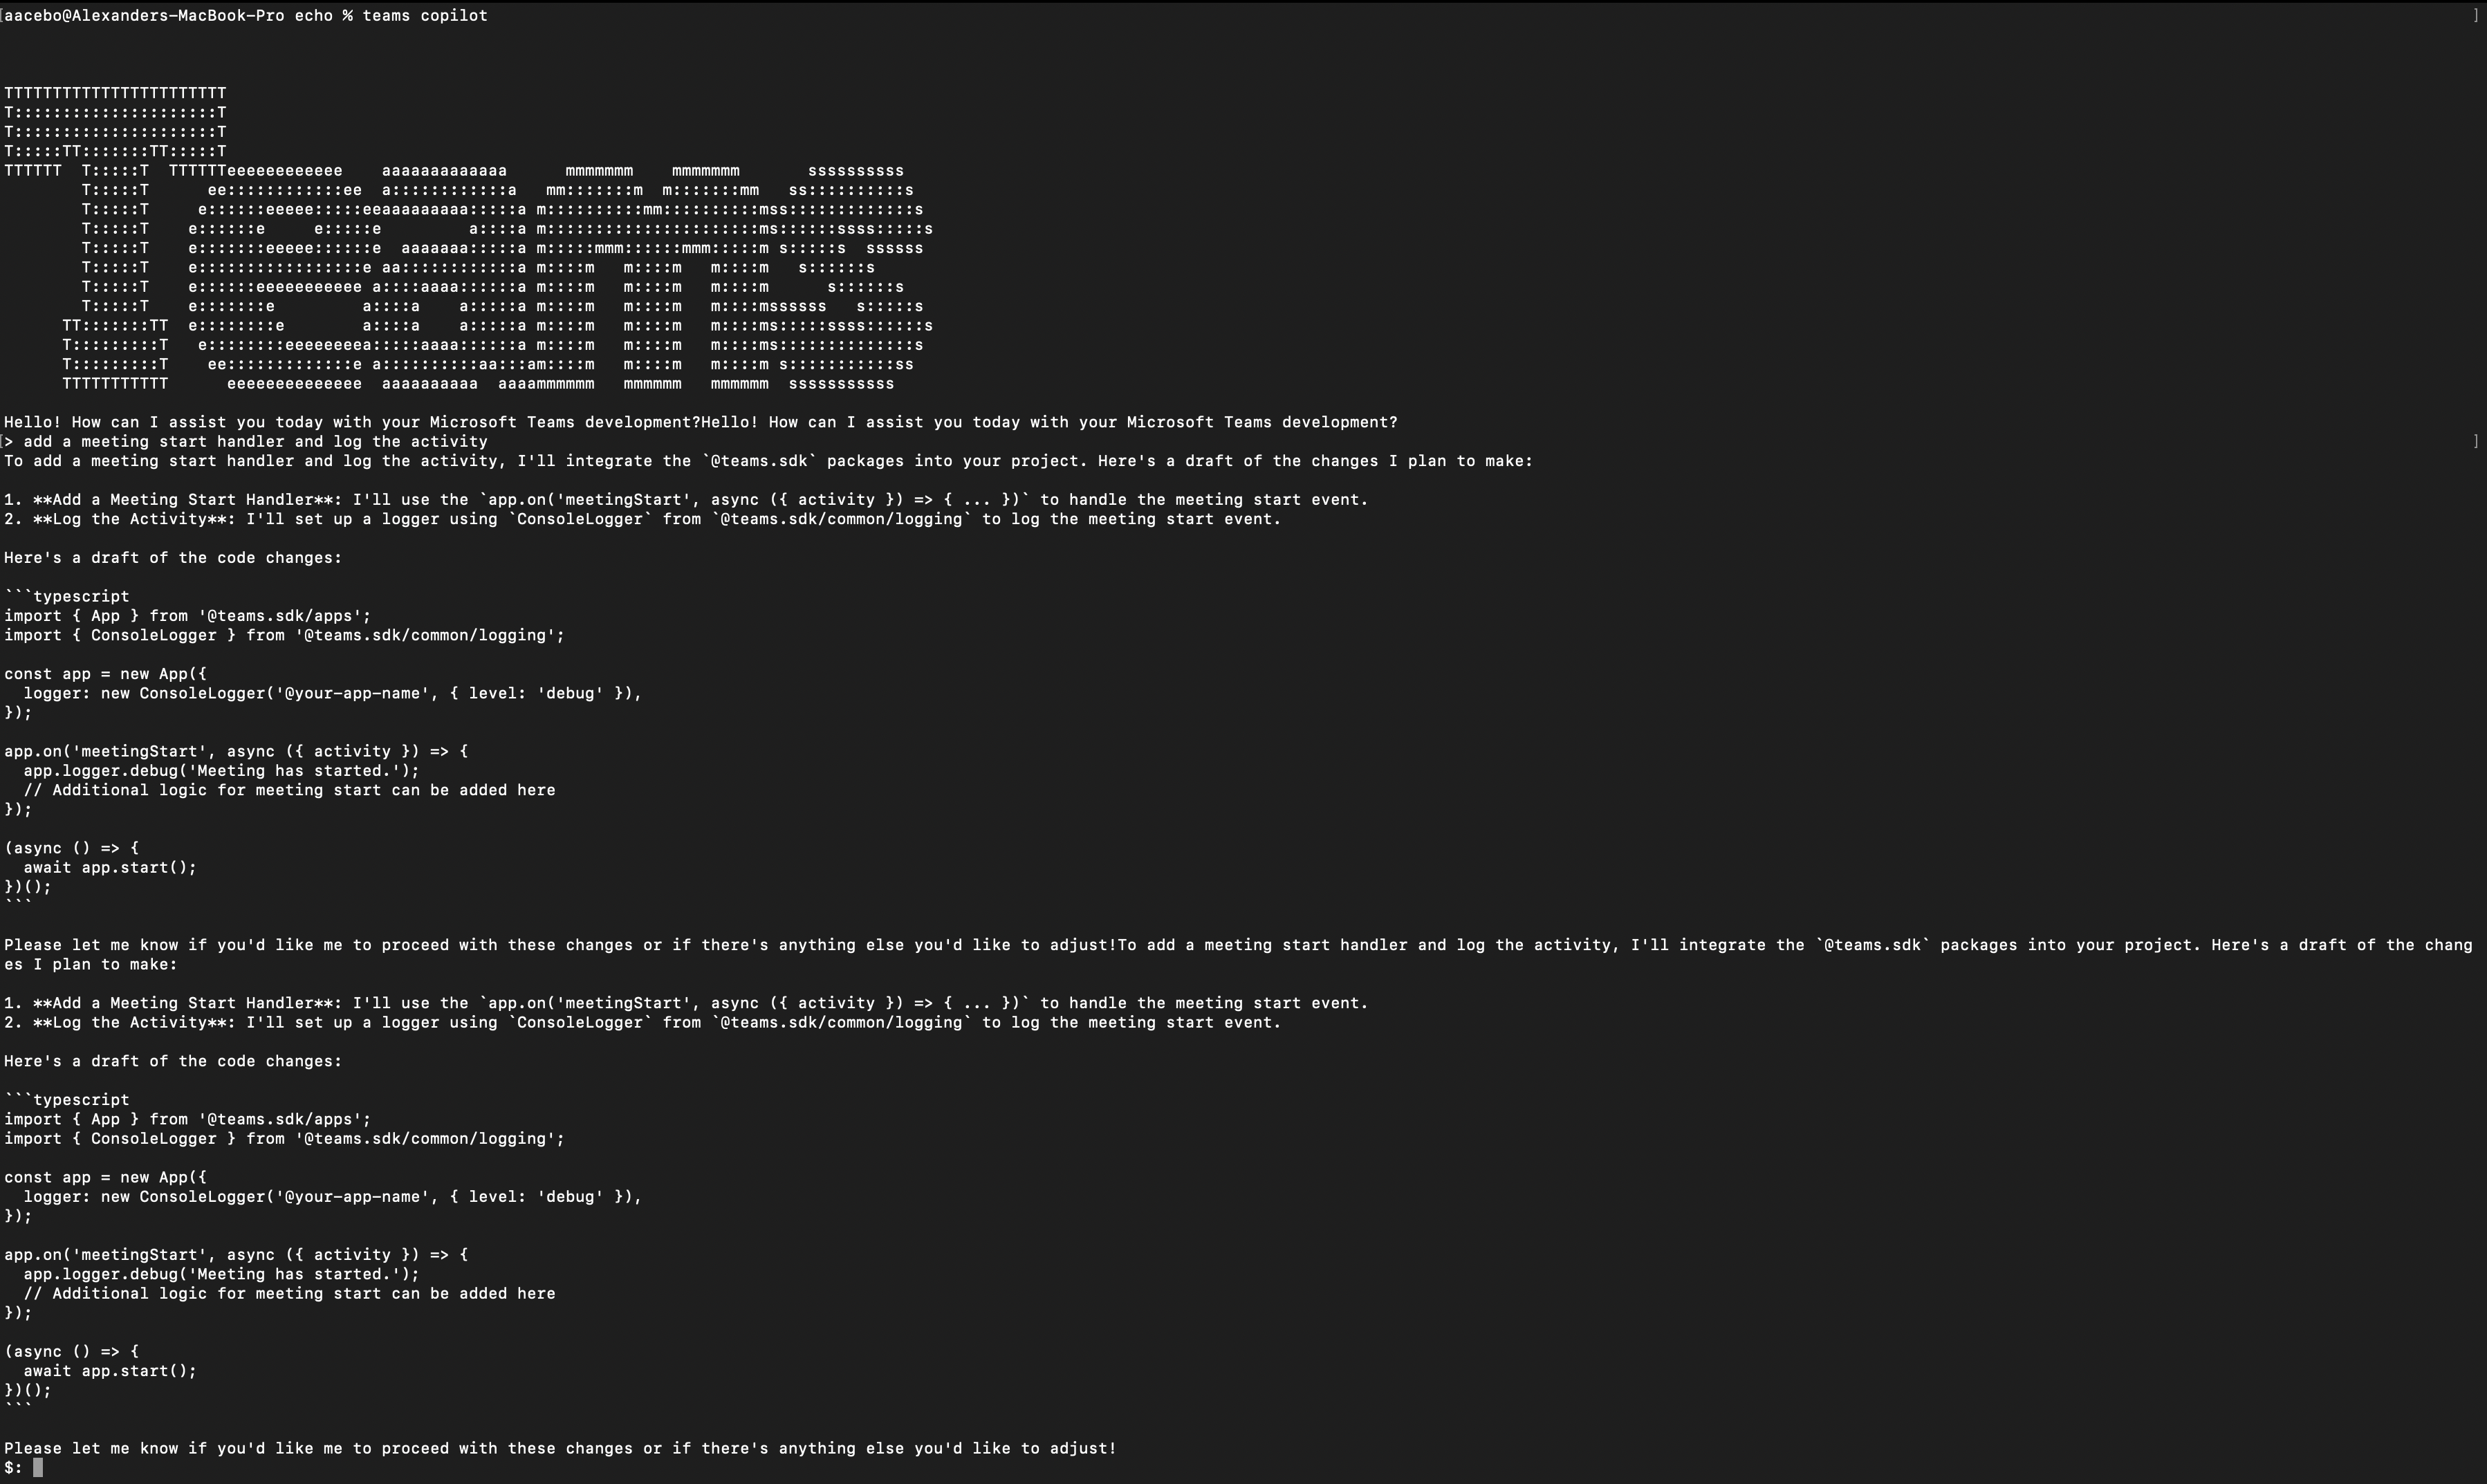 [aacebo@Alexanders-MacBook-Pro echo % teams copilot ]
TTTTTTTTTTTTTTTTTTTTTTT
T:::::::::::::::::::::T
T:::::::::::::::::::::T
T:::::TT:::::::TT:::::T
TTTTTT  T:::::T  TTTTTTeeeeeeeeeeee    aaaaaaaaaaaaa      mmmmmmm    mmmmmmm       ssssssssss
        T:::::T      ee::::::::::::ee  a::::::::::::a   mm:::::::m  m:::::::mm   ss::::::::::s
        T:::::T     e::::::eeeee:::::eeaaaaaaaaa:::::a m::::::::::mm::::::::::mss:::::::::::::s
        T:::::T    e::::::e     e:::::e         a::::a m::::::::::::::::::::::ms::::::ssss:::::s
        T:::::T    e:::::::eeeee::::::e  aaaaaaa:::::a m:::::mmm::::::mmm:::::m s:::::s  ssssss
        T:::::T    e:::::::::::::::::e aa::::::::::::a m::::m   m::::m   m::::m   s::::::s
        T:::::T    e::::::eeeeeeeeeee a::::aaaa::::::a m::::m   m::::m   m::::m      s::::::s
        T:::::T    e:::::::e         a::::a    a:::::a m::::m   m::::m   m::::mssssss   s:::::s
      TT:::::::TT  e::::::::e        a::::a    a:::::a m::::m   m::::m   m::::ms:::::ssss::::::s
      T:::::::::T   e::::::::eeeeeeeea:::::aaaa::::::a m::::m   m::::m   m::::ms::::::::::::::s
      T:::::::::T    ee:::::::::::::e a::::::::::aa:::am::::m   m::::m   m::::m s:::::::::::ss
      TTTTTTTTTTT      eeeeeeeeeeeeee  aaaaaaaaaa  aaaammmmmm   mmmmmm   mmmmmm  sssssssssss
Hello! How can I assist you today with your Microsoft Teams development?Hello! How can I assist you today with your Microsoft Teams development?
[> add a meeting start handler and log the activity ]
To add a meeting start handler and log the activity, I'll integrate the `@teams.sdk` packages into your project. Here's a draft of the changes I plan to make:
1. **Add a Meeting Start Handler**: I'll use the `app.on('meetingStart', async ({ activity }) => { ... })` to handle the meeting start event.
2. **Log the Activity**: I'll set up a logger using `ConsoleLogger` from `@teams.sdk/common/logging` to log the meeting start event.
Here's a draft of the code changes:
```typescript
import { App } from '@teams.sdk/apps';
import { ConsoleLogger } from '@teams.sdk/common/logging';
const app = new App({
  logger: new ConsoleLogger('@your-app-name', { level: 'debug' }),
});
app.on('meetingStart', async ({ activity }) => {
  app.logger.debug('Meeting has started.');
  // Additional logic for meeting start can be added here
});
(async () => {
  await app.start();
})();
```
Please let me know if you'd like me to proceed with these changes or if there's anything else you'd like to adjust!To add a meeting start handler and log the activity, I'll integrate the `@teams.sdk` packages into your project. Here's a draft of the chang
es I plan to make:
1. **Add a Meeting Start Handler**: I'll use the `app.on('meetingStart', async ({ activity }) => { ... })` to handle the meeting start event.
2. **Log the Activity**: I'll set up a logger using `ConsoleLogger` from `@teams.sdk/common/logging` to log the meeting start event.
Here's a draft of the code changes:
```typescript
import { App } from '@teams.sdk/apps';
import { ConsoleLogger } from '@teams.sdk/common/logging';
const app = new App({
  logger: new ConsoleLogger('@your-app-name', { level: 'debug' }),
});
app.on('meetingStart', async ({ activity }) => {
  app.logger.debug('Meeting has started.');
  // Additional logic for meeting start can be added here
});
(async () => {
  await app.start();
})();
```
Please let me know if you'd like me to proceed with these changes or if there's anything else you'd like to adjust!
$: